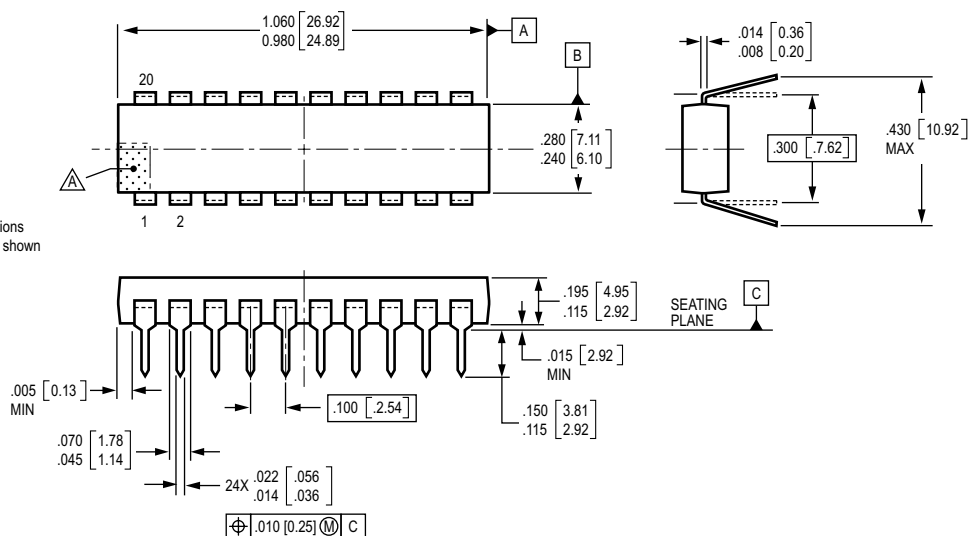 1.060 [26.92]
0.980 [24.89]
A
B
20
.280 [7.11]
.240 [6.10]
A
1 2
.014 [0.36]
.008 [0.20]
.300 [.7.62]
.430 [10.92]
MAX
ions
shown
.195 [4.95]
.115 [2.92]
SEATING
PLANE
C
.015 [2.92]
MIN
.005 [0.13]
MIN
.100 [.2.54]
.150 [3.81]
.115 [2.92]
.070 [1.78]
.045 [1.14]
24X .022 [.056]
.014 [.036]
⌖ .010 [0.25] Ⓜ C